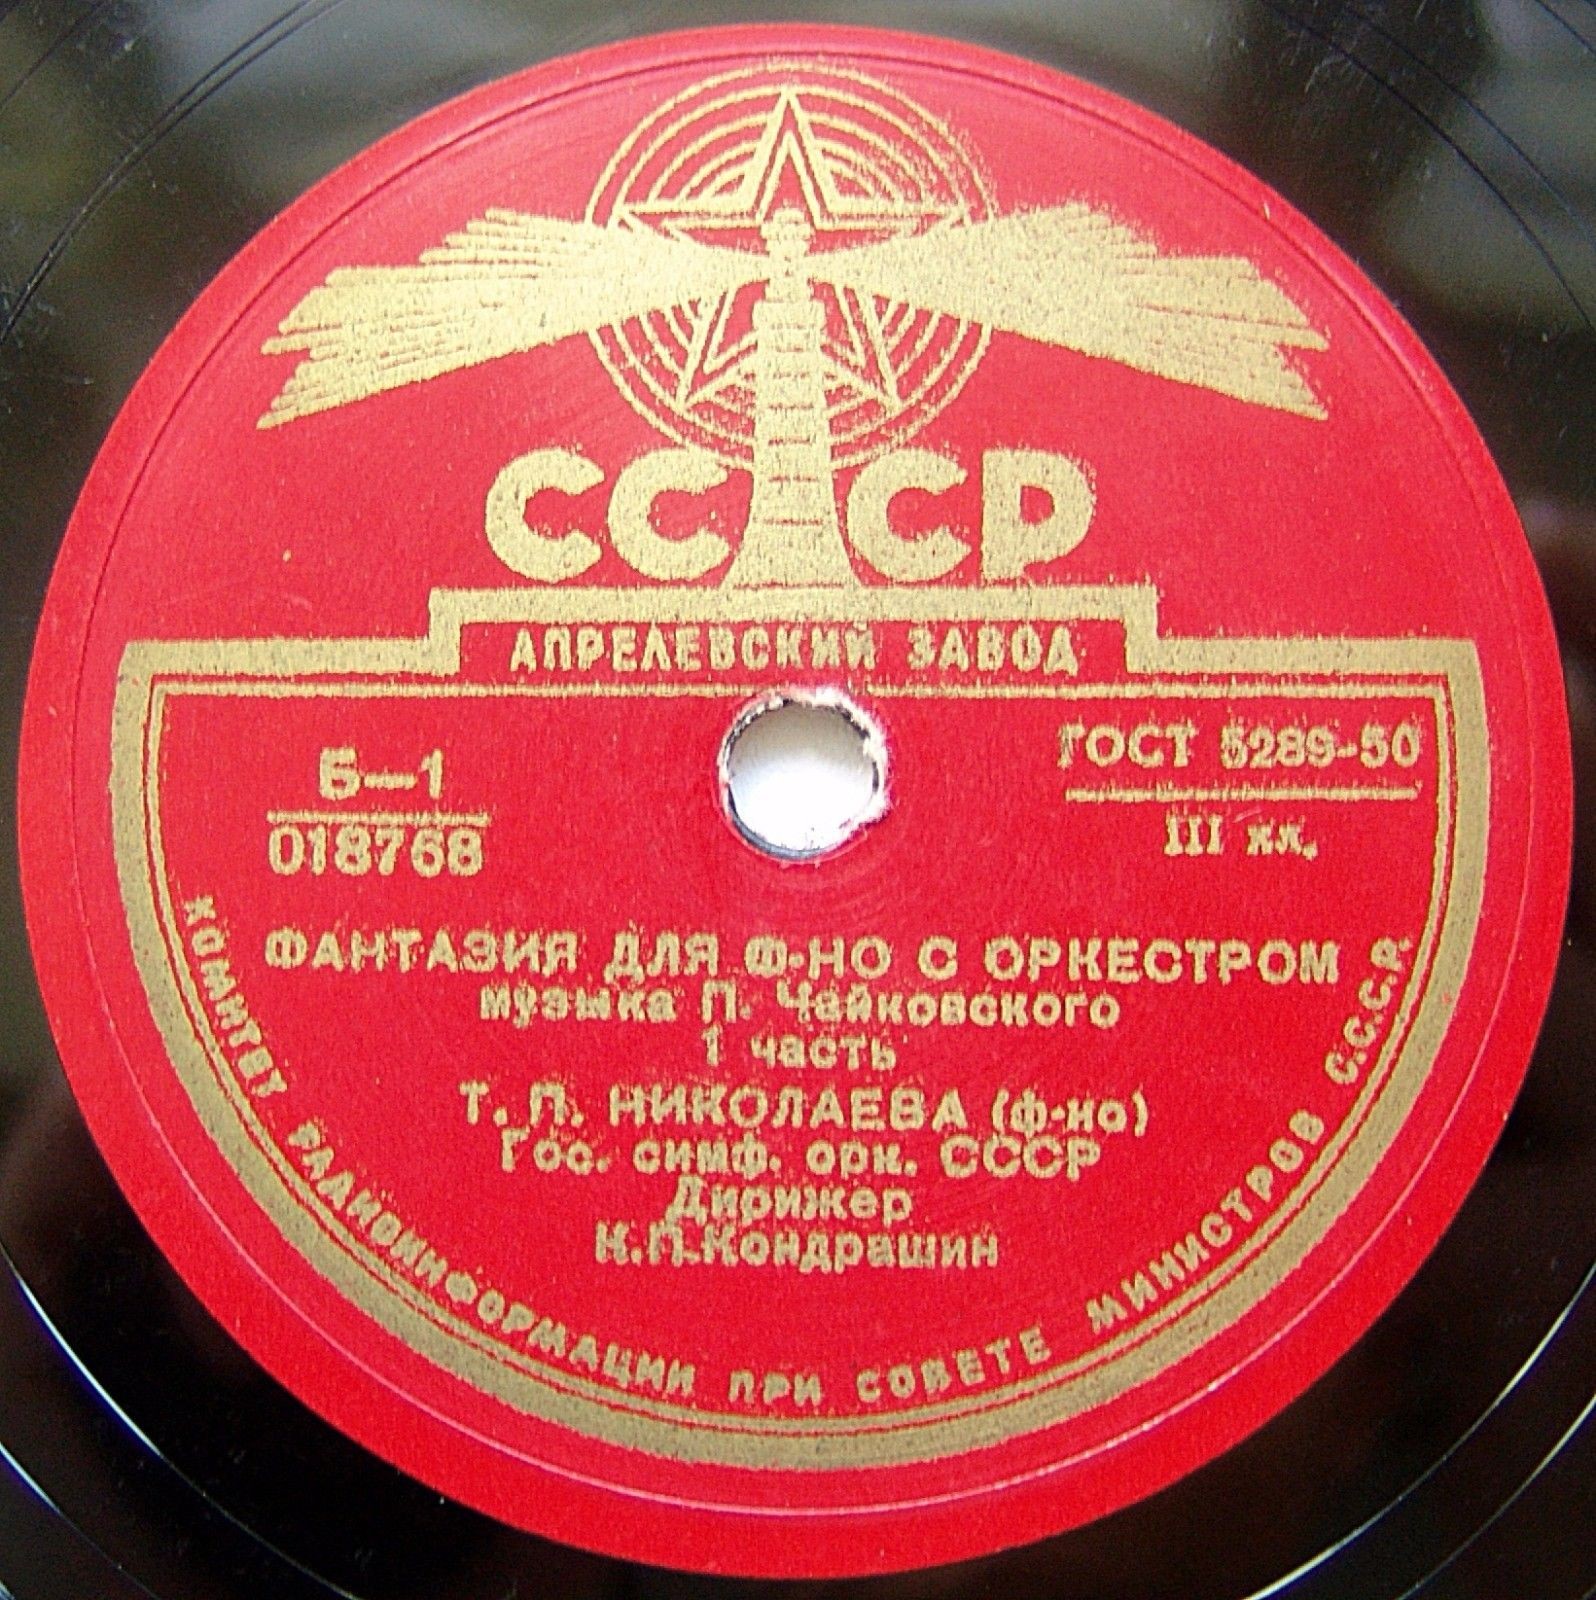 СССР
АПРЕЛЕВСКИЙ ЗАВОД
Б—1
018768
ГОСТ 5289-50
III кл.
ФАНТАЗИЯ ДЛЯ Ф-НО С ОРКЕСТРОМ
музыка П. Чайковского
1 часть
Т. П. НИКОЛАЕВА (ф-но)
Гос. симф. орк. СССР
Дирижер
К.П.Кондрашин
КОМИТЕТ РАДИОИНФОРМАЦИИ ПРИ СОВЕТЕ МИНИСТРОВ С.С.С.Р.